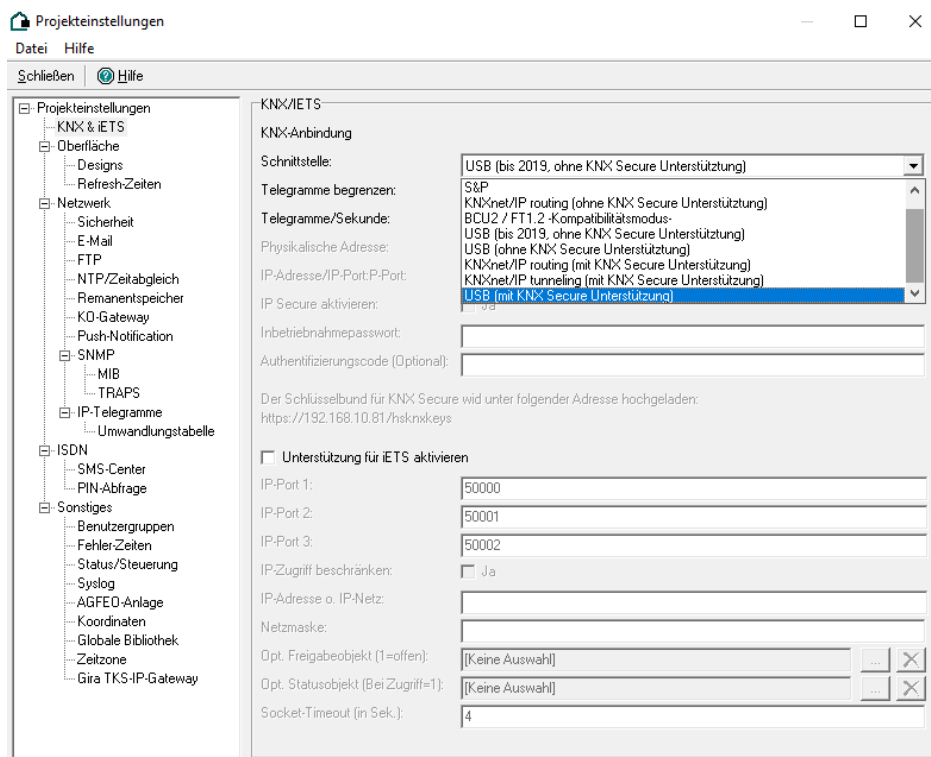 Projekteinstellungen
Datei Hilfe
Schließen Hilfe
Projekteinstellungen
KNX & iETS
Oberfläche
Designs
Refresh-Zeiten
Netzwerk
Sicherheit
E-Mail
FTP
NTP/Zeitabgleich
Remanentspeicher
KO-Gateway
Push-Notification
SNMP
MIB
TRAPS
IP-Telegramme
Umwandlungstabelle
ISDN
SMS-Center
PIN-Abfrage
Sonstiges
Benutzergruppen
Fehler-Zeiten
Status/Steuerung
Syslog
AGFEO-Anlage
Koordinaten
Globale Bibliothek
Zeitzone
Gira TKS-IP-Gateway
KNX/IETS
KNX-Anbindung
Schnittstelle: USB (bis 2019, ohne KNX Secure Unterstütztung)
Telegramme begrenzen:
Telegramme/Sekunde:
Physikalische Adresse:
IP-Adresse/IP-Port:P-Port:
IP Secure aktivieren: Ja
S&P
KNXnet/IP routing (ohne KNX Secure Unterstütztung)
BCU2 / FT1.2 -Kompatibilitätsmodus-
USB (bis 2019, ohne KNX Secure Unterstütztung)
USB (ohne KNX Secure Unterstütztung)
KNXnet/IP routing (mit KNX Secure Unterstütztung)
KNXnet/IP tunneling (mit KNX Secure Unterstütztung)
USB (mit KNX Secure Unterstütztung)
Inbetriebnahmepasswort:
Authentifizierungscode (Optional):
Der Schlüsselbund für KNX Secure wid unter folgender Adresse hochgeladen:
https://192.168.10.81/hsknxkeys
Unterstützung für iETS aktivieren
IP-Port 1: 50000
IP-Port 2: 50001
IP-Port 3: 50002
IP-Zugriff beschränken: Ja
IP-Adresse o. IP-Netz:
Netzmaske:
Opt. Freigabeobjekt (1=offen): [Keine Auswahl] ...
Opt. Statusobjekt (Bei Zugriff=1): [Keine Auswahl] ...
Socket-Timeout (in Sek.): 4